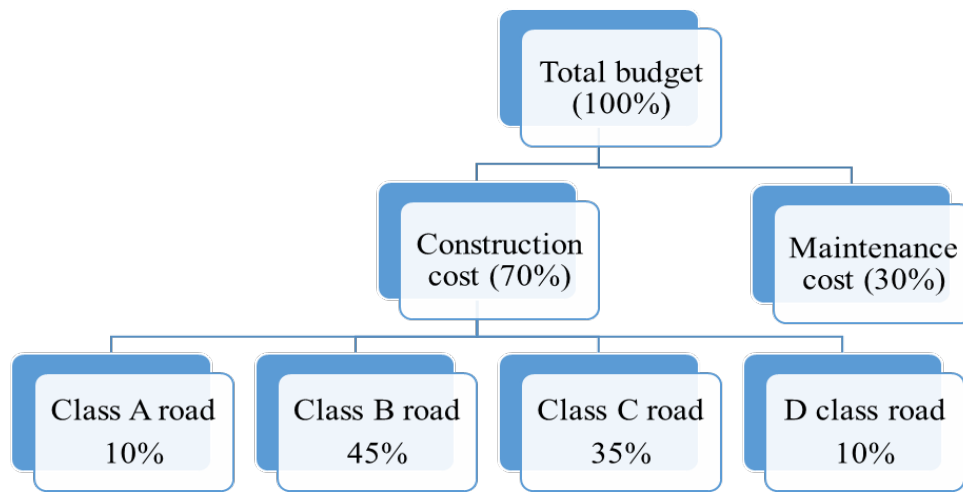 Total budget
(100%)
Construction
cost (70%)
Maintenance
cost (30%)
Class A road
10%
Class B road
45%
Class C road
35%
D class road
10%